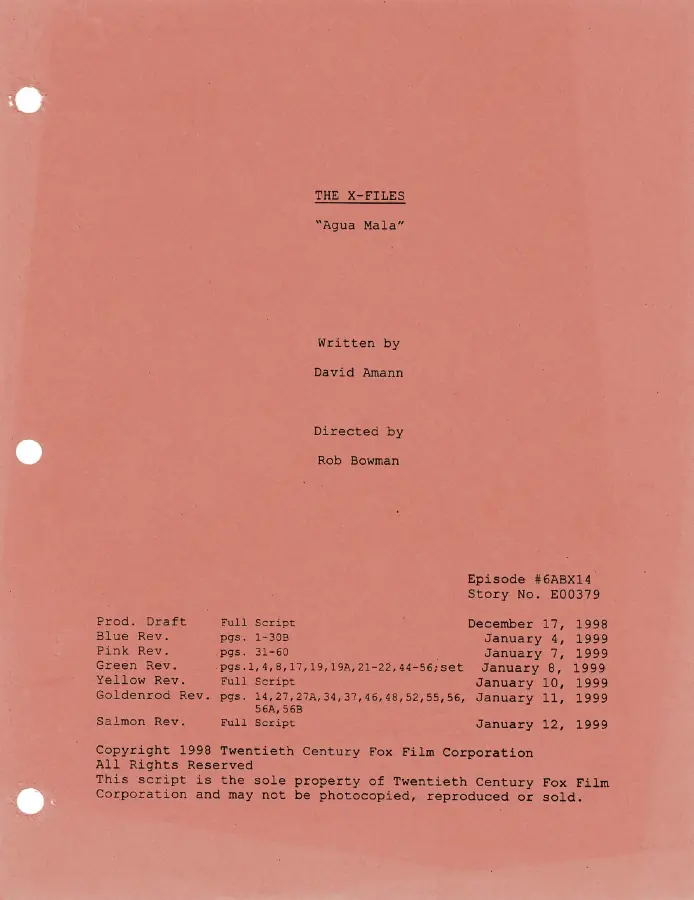 THE X-FILES
"Agua Mala"
Written by
David Amann
Directed by
Rob Bowman
Episode #6ABX14
Story No. E00379
Prod. Draft Full Script December 17, 1998
Blue Rev. pgs. 1-30B January 4, 1999
Pink Rev. pgs. 31-60 January 7, 1999
Green Rev. pgs.1,4,8,17,19,19A,21-22,44-56;set January 8, 1999
Yellow Rev. Full Script January 10, 1999
Goldenrod Rev. pgs. 14,27,27A,34,37,46,48,52,55,56, January 11, 1999
56A,56B
Salmon Rev. Full Script January 12, 1999
Copyright 1998 Twentieth Century Fox Film Corporation
All Rights Reserved
This script is the sole property of Twentieth Century Fox Film
Corporation and may not be photocopied, reproduced or sold.